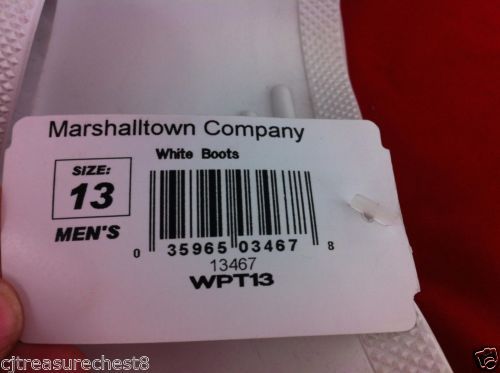 Marshalltown Company
White Boots
SIZE:
13
MEN'S
0 35965 03467 8
13467
WPT13
cjtreasurechest8